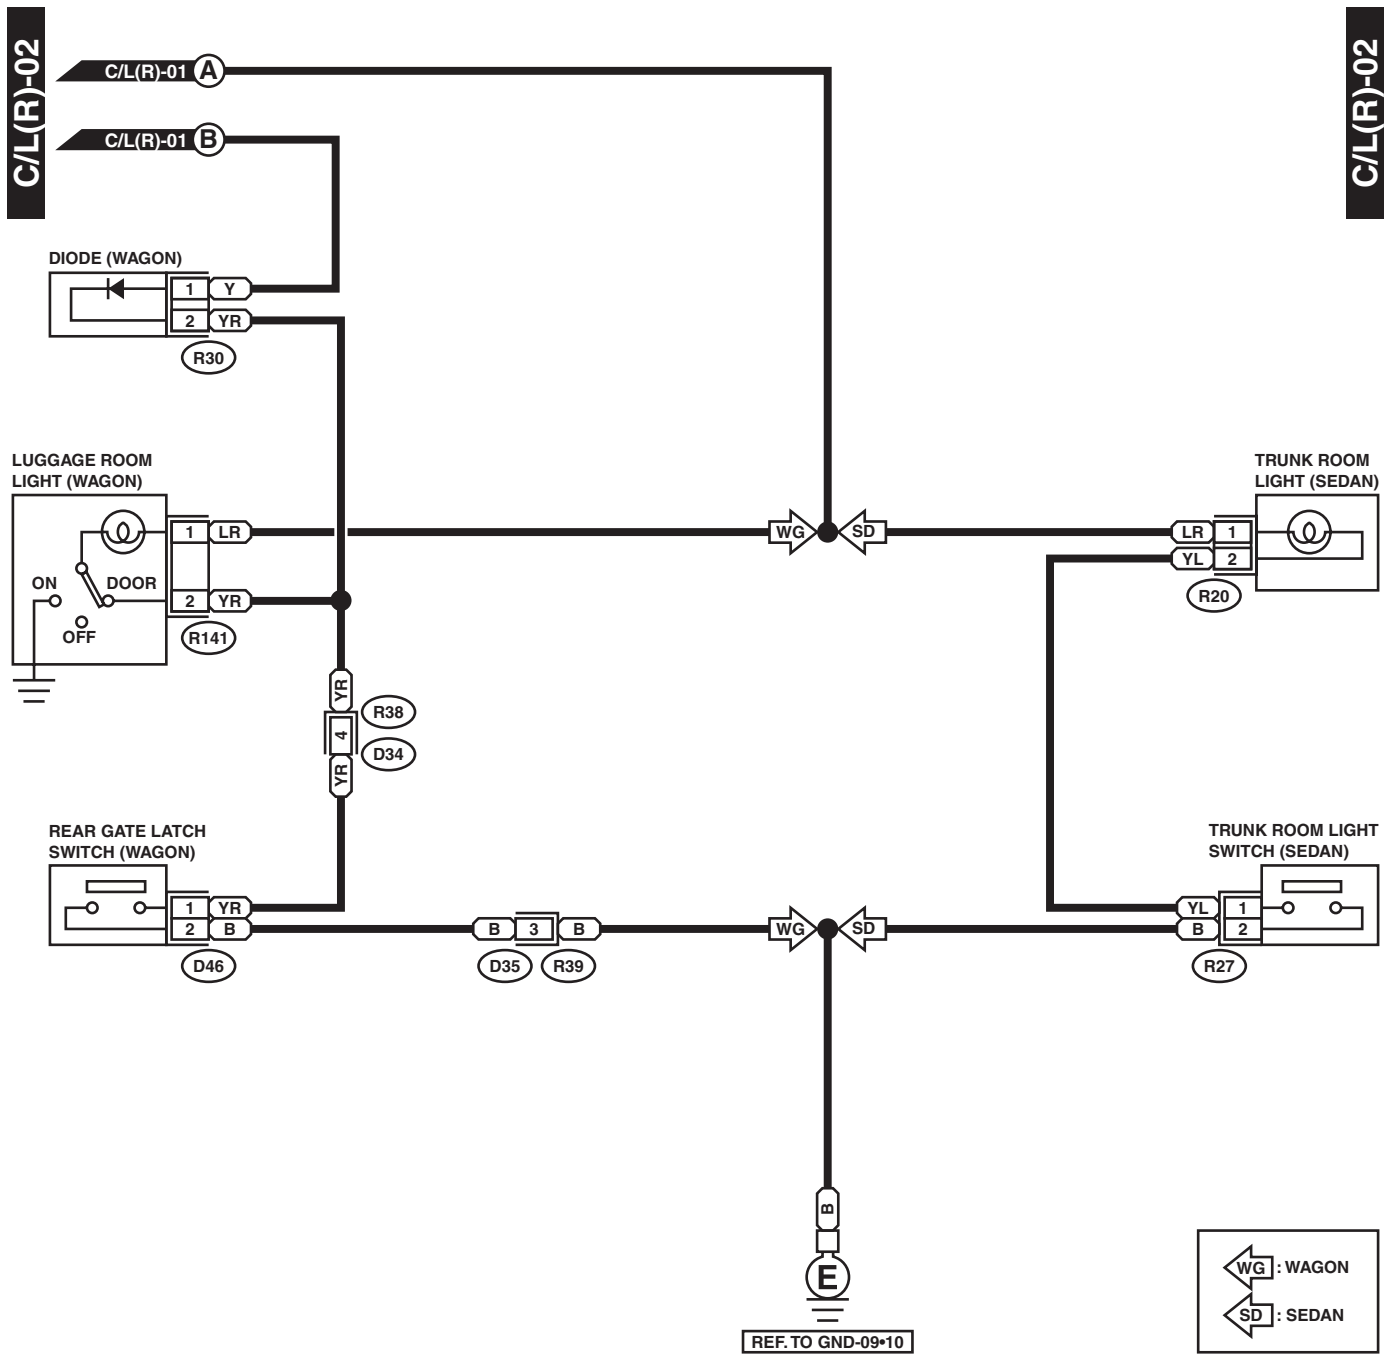 C/L(R)-02
C/L(R)-02
C/L(R)-01 A
C/L(R)-01 B
DIODE (WAGON)
1 Y
2 YR
R30
LUGGAGE ROOM
LIGHT (WAGON)
TRUNK ROOM
LIGHT (SEDAN)
1 LR
WG SD
LR 1
YL 2
ON DOOR
2 YR
R20
OFF
R141
YR
R38
4
D34
YR
REAR GATE LATCH
SWITCH (WAGON)
TRUNK ROOM LIGHT
SWITCH (SEDAN)
1 YR
YL 1
2 B
B 3 B
WG SD
B 2
D46
D35 R39
R27
B
E
REF. TO GND-09•10
WG : WAGON
SD : SEDAN